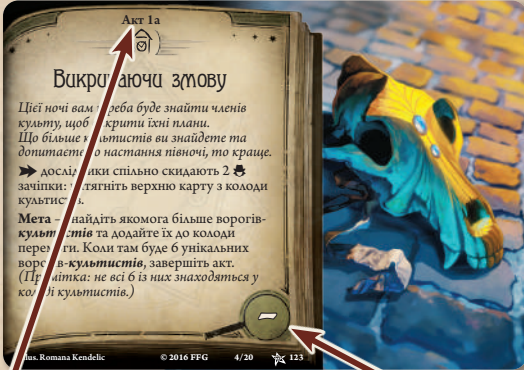 Акт 1а
Викриваючи змову
Цієї ночі вам треба буде знайти членів
культу, щоб викрити їхні плани.
Що більше культистів ви знайдете та
допитаєте до настання півночі, то краще.
дослідники спільно скидають 2
зачіпки: витягніть верхню карту з колоди
культистів.
Мета – знайдіть якомога більше ворогів-
культистів та додайте їх до колоди
перемоги. Коли там буде 6 унікальних
ворогів-культистів, завершіть акт.
(Примітка: не всі 6 із них знаходяться у
колоді культистів.)
–
Illus. Romana Kendelic © 2016 FFG 4/20 123